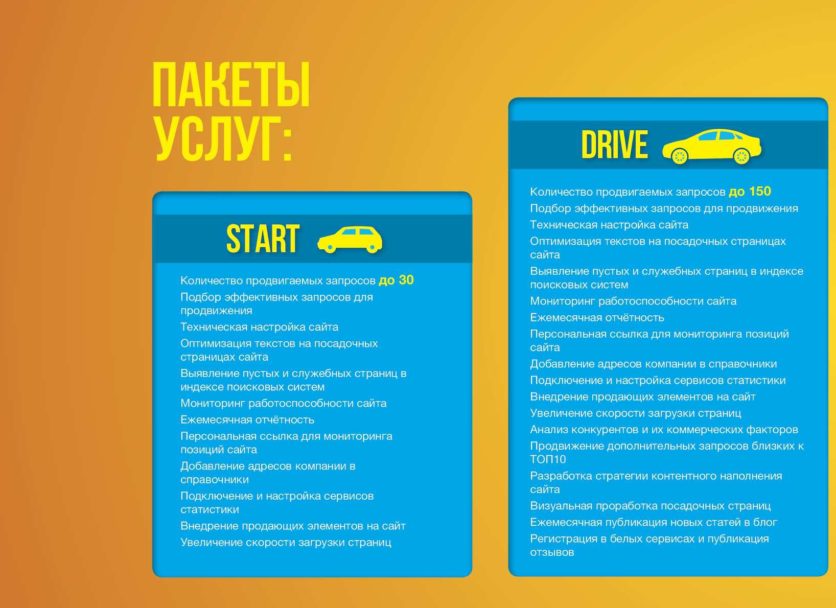 ПАКЕТЫ
УСЛУГ:
START
Количество продвигаемых запросов до 30
Подбор эффективных запросов для
продвижения
Техническая настройка сайта
Оптимизация текстов на посадочных
страницах сайта
Выявление пустых и служебных страниц в
индексе поисковых систем
Мониторинг работоспособности сайта
Ежемесячная отчётность
Персональная ссылка для мониторинга
позиций сайта
Добавление адресов компании в
справочники
Подключение и настройка сервисов
статистики
Внедрение продающих элементов на сайт
Увеличение скорости загрузки страниц
DRIVE
Количество продвигаемых запросов до 150
Подбор эффективных запросов для продвижения
Техническая настройка сайта
Оптимизация текстов на посадочных страницах
сайта
Выявление пустых и служебных страниц в индексе
поисковых систем
Мониторинг работоспособности сайта
Ежемесячная отчётность
Персональная ссылка для мониторинга позиций
сайта
Добавление адресов компании в справочники
Подключение и настройка сервисов статистики
Внедрение продающих элементов на сайт
Увеличение скорости загрузки страниц
Анализ конкурентов и их коммерческих факторов
Продвижение дополнительных запросов близких к
ТОП10
Разработка стратегии контентного наполнения
сайта
Визуальная проработка посадочных страниц
Ежемесячная публикация новых статей в блог
Регистрация в белых сервисах и публикация
отзывов